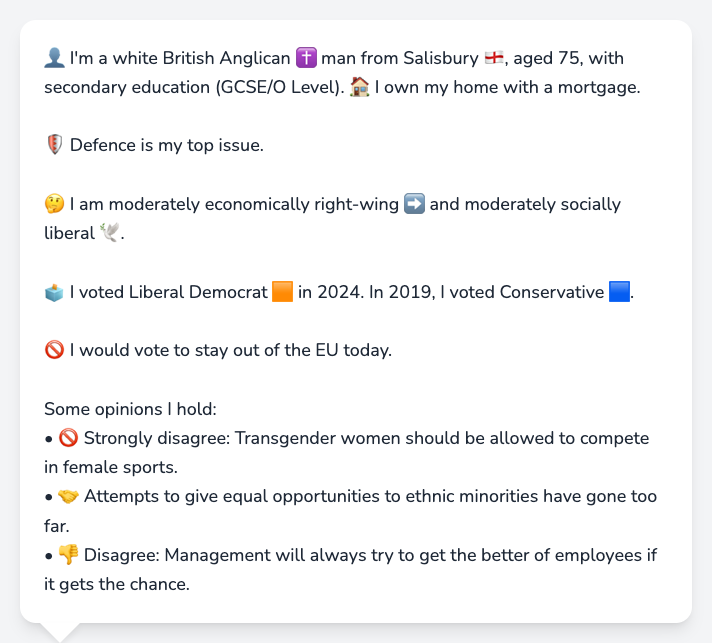 👤 I'm a white British Anglican ✝️ man from Salisbury 🏴󠁧󠁢󠁥󠁮󠁧󠁿, aged 75, with
secondary education (GCSE/O Level). 🏠 I own my home with a mortgage.
🛡️ Defence is my top issue.
🤔 I am moderately economically right-wing ➡️ and moderately socially
liberal 🕊️.
🗳️ I voted Liberal Democrat 🟧 in 2024. In 2019, I voted Conservative 🟦.
🚫 I would vote to stay out of the EU today.
Some opinions I hold:
• 🚫 Strongly disagree: Transgender women should be allowed to compete
in female sports.
• 🤝 Attempts to give equal opportunities to ethnic minorities have gone too
far.
• 👎 Disagree: Management will always try to get the better of employees if
it gets the chance.